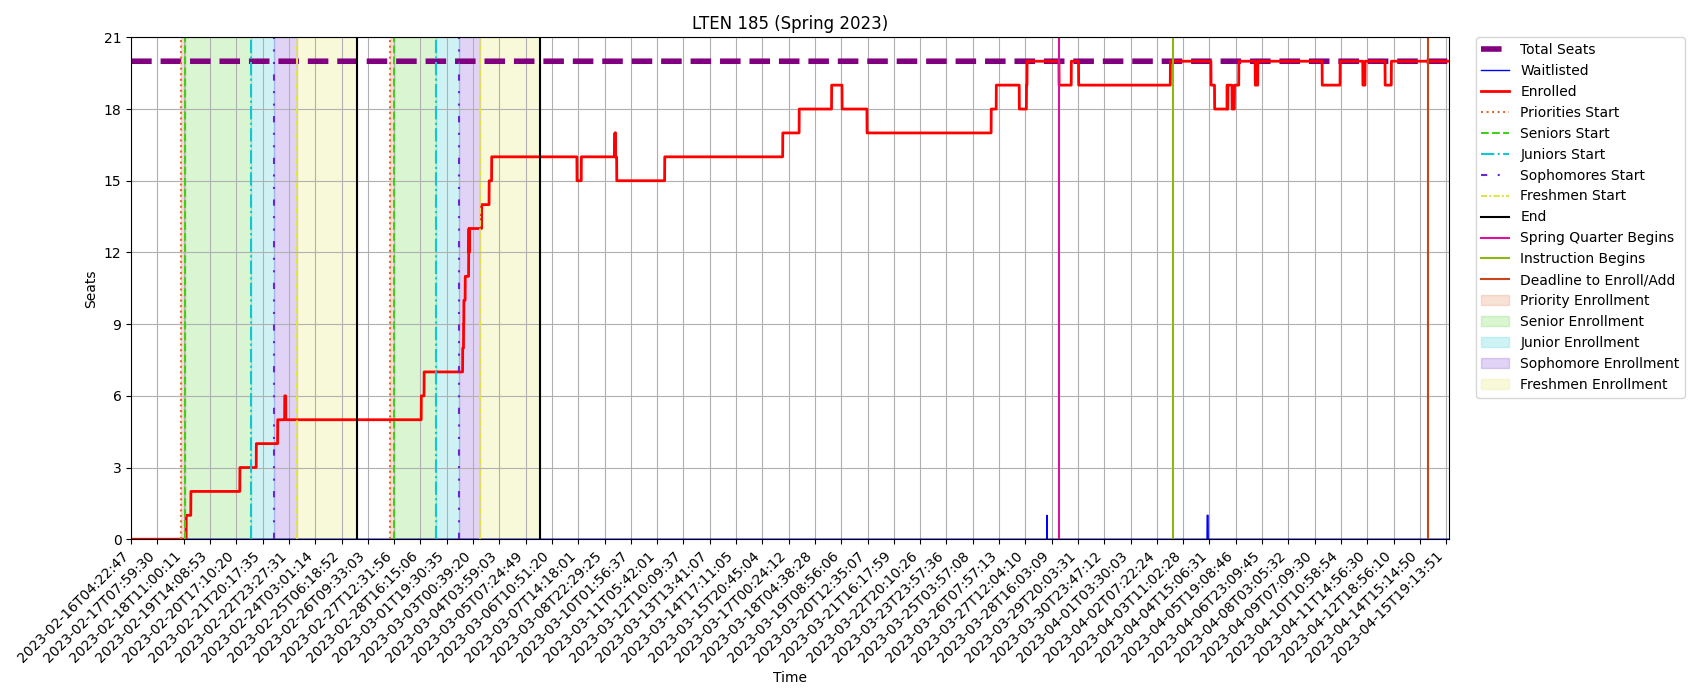 LTEN 185 (Spring 2023)
21
18
15
12
9
6
3
0
Seats
2023-02-16T04:22:47
2023-02-17T07:59:30
2023-02-18T11:00:11
2023-02-19T14:08:53
2023-02-20T17:10:20
2023-02-21T20:17:35
2023-02-22T23:27:31
2023-02-24T03:01:14
2023-02-25T06:18:52
2023-02-26T09:33:03
2023-02-27T12:31:56
2023-02-28T16:15:06
2023-03-01T19:30:35
2023-03-03T00:39:20
2023-03-04T03:59:03
2023-03-05T07:24:49
2023-03-06T10:51:20
2023-03-07T14:18:01
2023-03-08T22:29:25
2023-03-10T01:56:37
2023-03-11T05:42:01
2023-03-12T10:09:37
2023-03-13T13:41:07
2023-03-14T17:11:05
2023-03-15T20:45:04
2023-03-17T00:24:12
2023-03-18T04:38:28
2023-03-19T08:56:06
2023-03-20T12:35:07
2023-03-21T16:17:59
2023-03-22T20:10:26
2023-03-23T23:57:36
2023-03-25T03:57:08
2023-03-26T07:57:13
2023-03-27T12:04:10
2023-03-28T16:03:09
2023-03-29T20:03:31
2023-03-30T23:47:12
2023-04-01T03:30:03
2023-04-02T07:22:24
2023-04-03T11:02:28
2023-04-04T15:06:31
2023-04-05T19:08:46
2023-04-06T23:09:45
2023-04-08T03:05:32
2023-04-09T07:09:30
2023-04-10T10:58:54
2023-04-11T14:56:30
2023-04-12T18:56:10
2023-04-14T15:14:50
2023-04-15T19:13:51
Time
Total Seats
Waitlisted
Enrolled
Priorities Start
Seniors Start
Juniors Start
Sophomores Start
Freshmen Start
End
Spring Quarter Begins
Instruction Begins
Deadline to Enroll/Add
Priority Enrollment
Senior Enrollment
Junior Enrollment
Sophomore Enrollment
Freshmen Enrollment